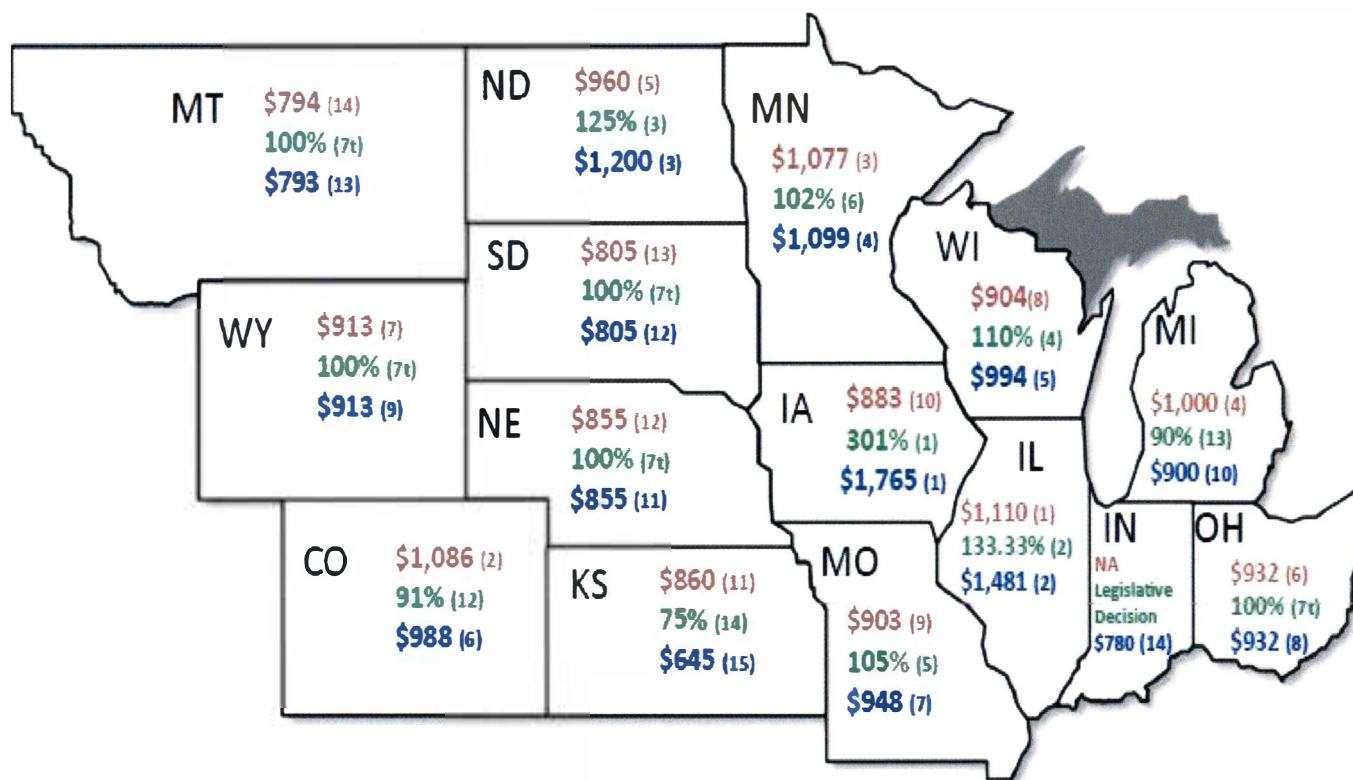 MT
$794 (14)
100% (7t)
$793 (13)
ND
$960 (5)
125% (3)
$1,200 (3)
MN
$1,077 (3)
102% (6)
$1,099 (4)
SD
$805 (13)
100% (7t)
$805 (12)
WI
$904(8)
110% (4)
$994 (5)
WY
$913 (7)
100% (7t)
$913 (9)
MI
$1,000 (4)
90% (13)
$900 (10)
NE
$855 (12)
100% (7t)
$855 (11)
IA
$883 (10)
301% (1)
$1,765 (1)
IL
$1,110 (1)
133.33% (2)
$1,481 (2)
CO
$1,086 (2)
91% (12)
$988 (6)
KS
$860 (11)
75% (14)
$645 (15)
MO
$903 (9)
105% (5)
$948 (7)
IN
NA
Legislative
Decision
$780 (14)
OH
$932 (6)
100% (7t)
$932 (8)